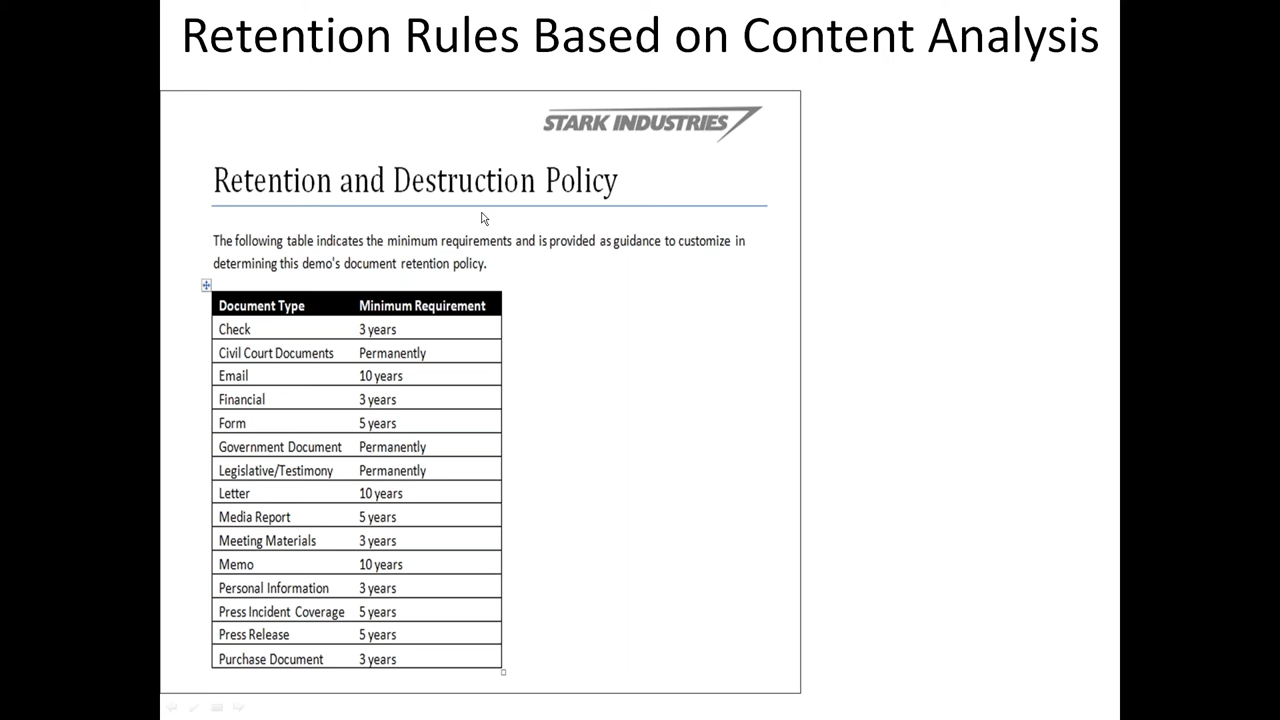 Retention Rules Based on Content Analysis
STARK INDUSTRIES
Retention and Destruction Policy
The following table indicates the minimum requirements and is provided as guidance to customize in
determining this demo's document retention policy.
Document Type Minimum Requirement
Check 3 years
Civil Court Documents Permanently
Email 10 years
Financial 3 years
Form 5 years
Government Document Permanently
Legislative/Testimony Permanently
Letter 10 years
Media Report 5 years
Meeting Materials 3 years
Memo 10 years
Personal Information 3 years
Press Incident Coverage 5 years
Press Release 5 years
Purchase Document 3 years